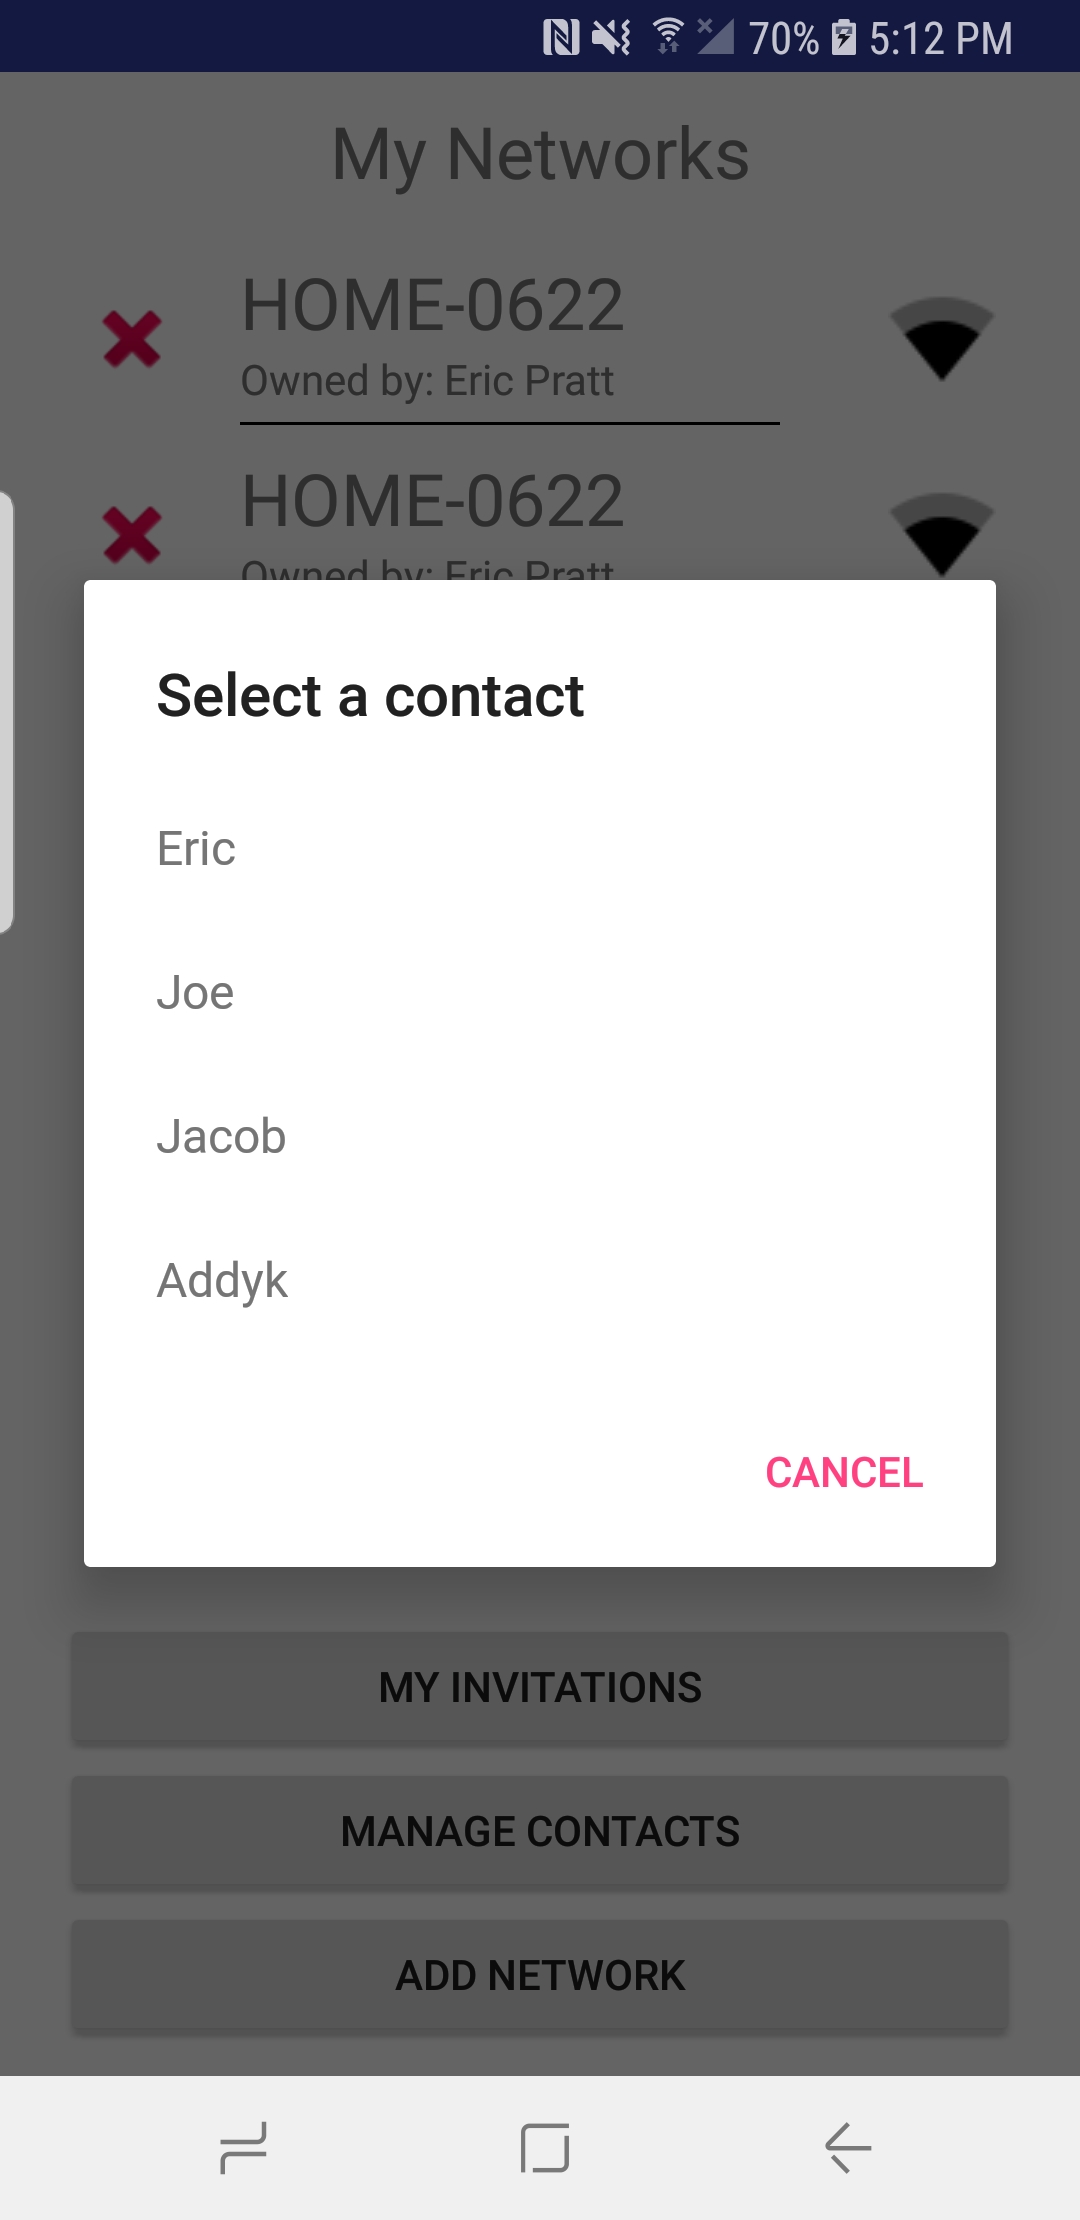 70% 5:12 PM
My Networks
HOME-0622
Owned by: Eric Pratt
HOME-0622
Owned by: Eric Pratt
Select a contact
Eric
Joe
Jacob
Addyk
CANCEL
MY INVITATIONS
MANAGE CONTACTS
ADD NETWORK